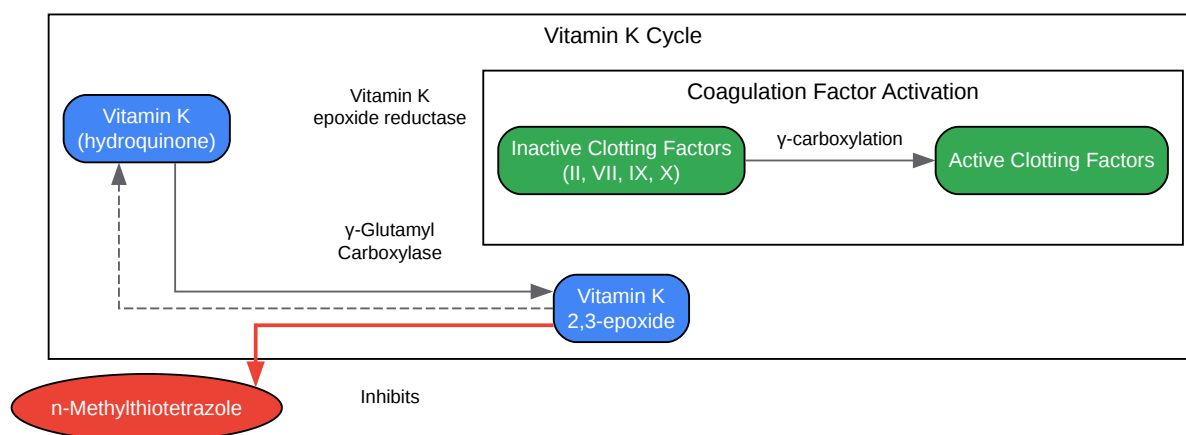 Vitamin K Cycle
Coagulation Factor Activation
Vitamin K
(hydroquinone)
Vitamin K
epoxide reductase
Inactive Clotting Factors
(II, VII, IX, X)
γ-carboxylation
Active Clotting Factors
γ-Glutamyl
Carboxylase
Vitamin K
2,3-epoxide
n-Methylthiotetrazole
Inhibits